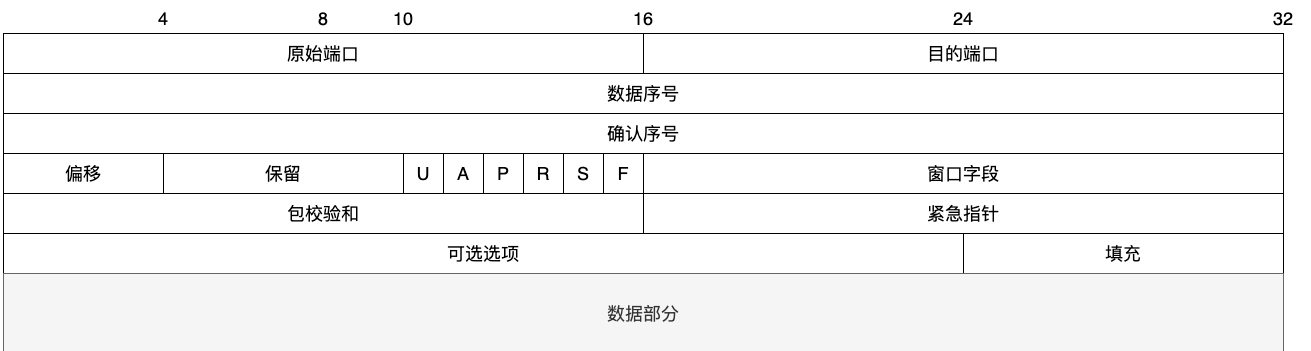 4 8 10 16 24 32
原始端口 目的端口
数据序号
确认序号
偏移 保留 U A P R S F 窗口字段
包校验和 紧急指针
可选选项 填充
数据部分